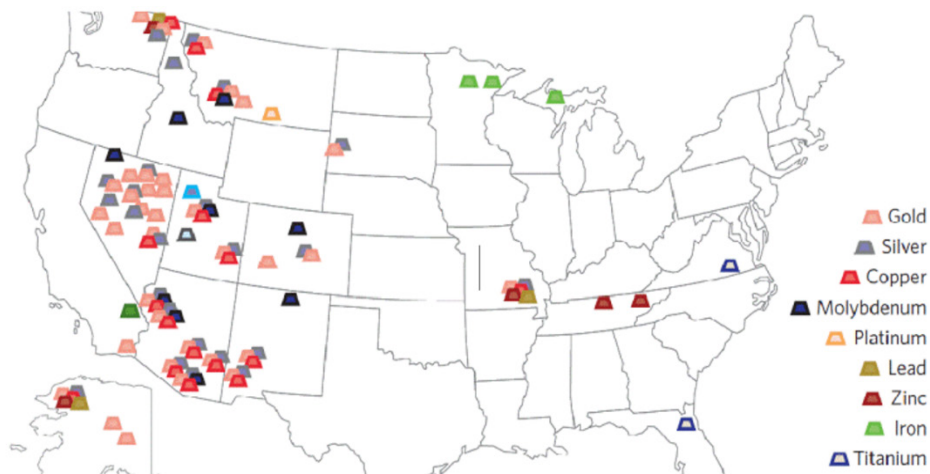 Gold
Silver
Copper
Molybdenum
Platinum
Lead
Zinc
Iron
Titanium